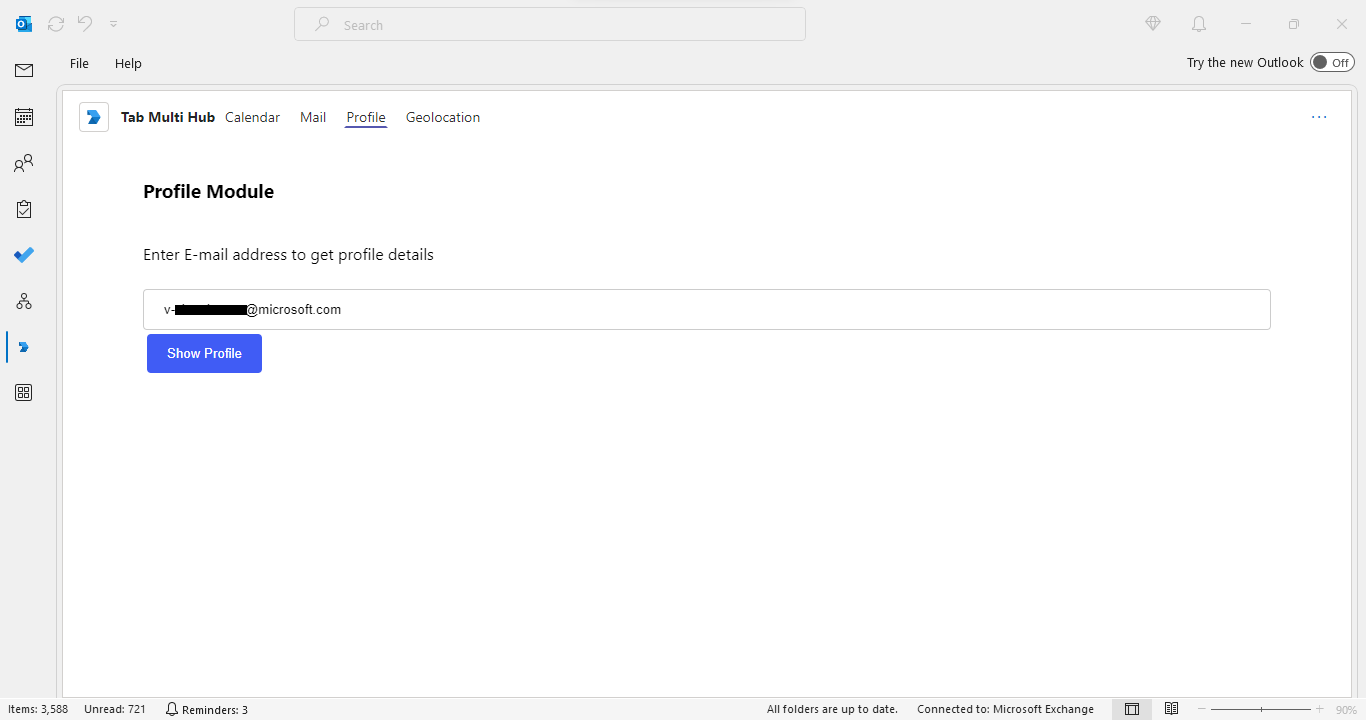 Search
File Help
Try the new Outlook Off
Tab Multi Hub Calendar Mail Profile Geolocation
Profile Module
Enter E-mail address to get profile details
v-@microsoft.com
Show Profile
Items: 3,588 Unread: 721 Reminders: 3 All folders are up to date. Connected to: Microsoft Exchange 90%